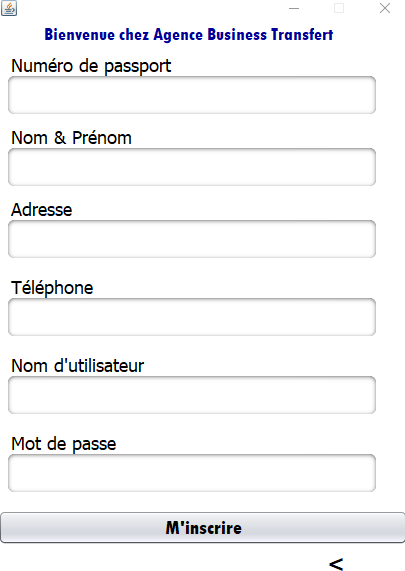 Bienvenue chez Agence Business Transfert
Numéro de passport
Nom & Prénom
Adresse
Téléphone
Nom d'utilisateur
Mot de passe
M'inscrire
<